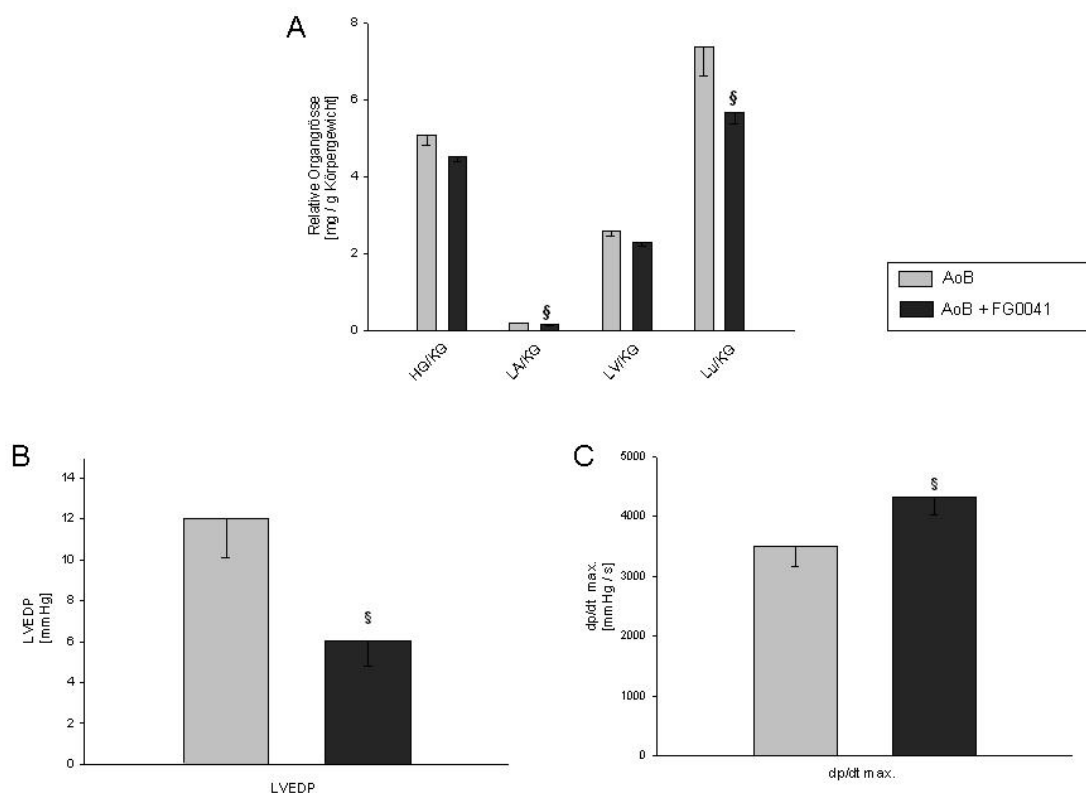 A
Relative Organgrösse
[mg / g Körpergewicht]
8
6
4
2
0
§
§
HG/KG
LA/KG
LV/KG
Lu/KG
AoB
AoB + FG0041
B
LVEDP
[mmHg]
14
12
10
8
6
4
2
0
§
LVEDP
C
dp/dt max.
[mmHg / s]
5000
4000
3000
2000
1000
0
§
dp/dt max.